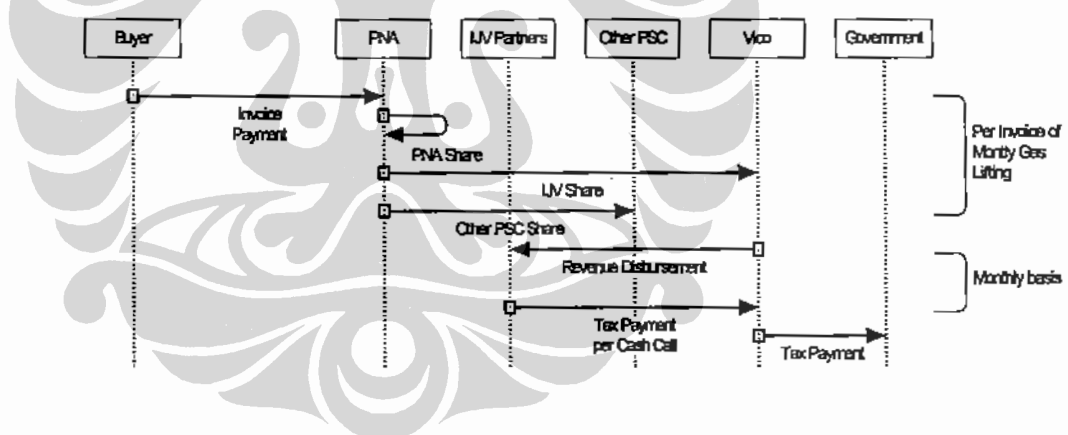 Buyer
PNA
IJV Partners
Other PSC
Vico
Government
Invoice
Payment
PNA Share
IJV Share
Other PSC Share
Revenue Disbursement
Tax Payment
per Cash Call
Tax Payment
Per Invoice of
Montly Gas
Lifting
Monthly basis